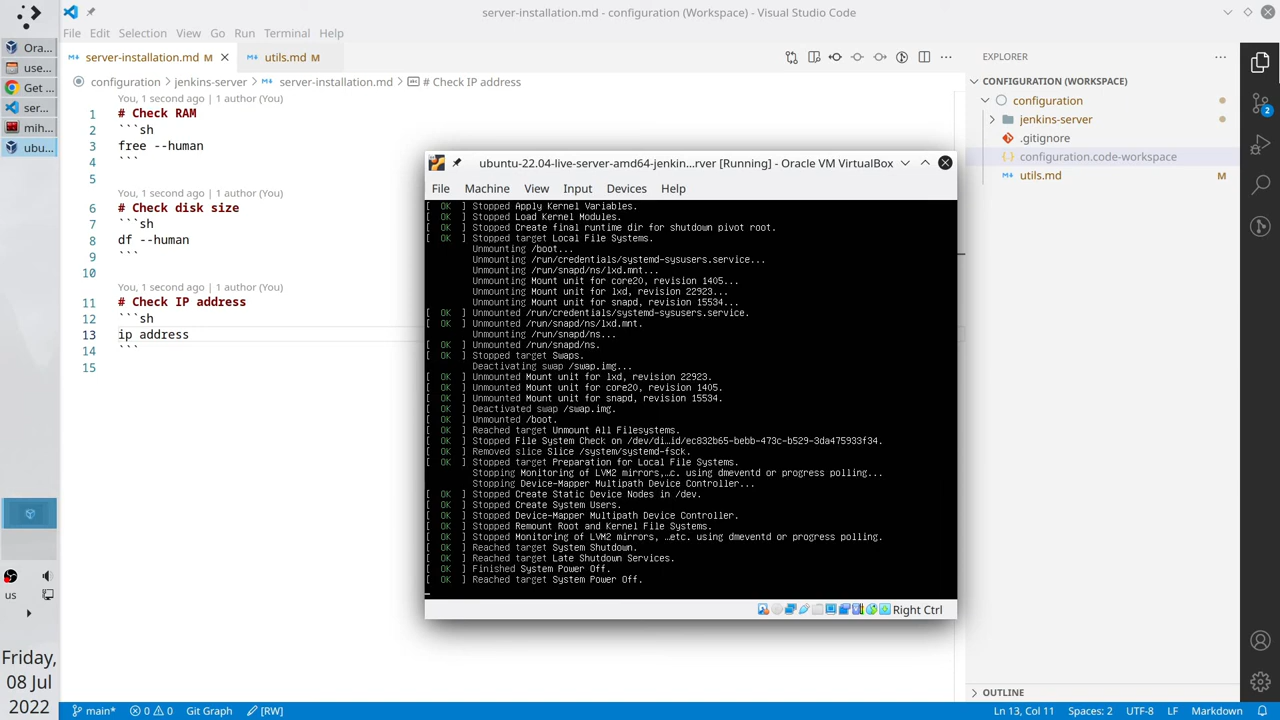 server-installation.md - configuration (Workspace) - Visual Studio Code
File Edit Selection View Go Run Terminal Help
server-installation.md M utils.md M
configuration > jenkins-server > server-installation.md > # Check IP address
You, 1 second ago | 1 author (You)
1 # Check RAM
2 ```sh
3 free --human
4 ```
5
You, 1 second ago | 1 author (You)
6 # Check disk size
7 ```sh
8 df --human
9 ```
10
You, 1 second ago | 1 author (You)
11 # Check IP address
12 ```sh
13 ip address
14 ```
15
EXPLORER
CONFIGURATION (WORKSPACE)
configuration
jenkins-server
.gitignore
configuration.code-workspace
utils.md M
OUTLINE
2
Ora...
use...
Get ...
ser...
mih...
ubu...
us
Friday,
08 Jul
2022
ubuntu-22.04-live-server-amd64-jenkin...rver [Running] - Oracle VM VirtualBox
File Machine View Input Devices Help
[ OK ] Stopped Apply Kernel Variables.
[ OK ] Stopped Load Kernel Modules.
[ OK ] Stopped Create final runtime dir for shutdown pivot root.
[ OK ] Stopped target Local File Systems.
Unmounting /boot...
Unmounting /run/credentials/systemd-sysusers.service...
Unmounting /run/snapd/ns/lxd.mnt...
Unmounting Mount unit for core20, revision 1405...
Unmounting Mount unit for lxd, revision 22923...
Unmounting Mount unit for snapd, revision 15534...
[ OK ] Unmounted /run/credentials/systemd-sysusers.service.
[ OK ] Unmounted /run/snapd/ns/lxd.mnt.
Unmounting /run/snapd/ns...
[ OK ] Unmounted /run/snapd/ns.
[ OK ] Stopped target Swaps.
Deactivating swap /swap.img...
[ OK ] Unmounted Mount unit for lxd, revision 22923.
[ OK ] Unmounted Mount unit for core20, revision 1405.
[ OK ] Unmounted Mount unit for snapd, revision 15534.
[ OK ] Deactivated swap /swap.img.
[ OK ] Unmounted /boot.
[ OK ] Reached target Unmount All Filesystems.
[ OK ] Stopped File System Check on /dev/di…id/ec832b65-bebb-473c-b529-3da475933f34.
[ OK ] Removed slice Slice /system/systemd-fsck.
[ OK ] Stopped target Preparation for Local File Systems.
Stopping Monitoring of LVM2 mirrors,…c. using dmeventd or progress polling...
Stopping Device-Mapper Multipath Device Controller...
[ OK ] Stopped Create Static Device Nodes in /dev.
[ OK ] Stopped Create System Users.
[ OK ] Stopped Device-Mapper Multipath Device Controller.
[ OK ] Stopped Remount Root and Kernel File Systems.
[ OK ] Stopped Monitoring of LVM2 mirrors, …etc. using dmeventd or progress polling.
[ OK ] Reached target System Shutdown.
[ OK ] Reached target Late Shutdown Services.
[ OK ] Finished System Power Off.
[ OK ] Reached target System Power Off.
Right Ctrl
main* 0 0 Git Graph [RW] Ln 13, Col 11 Spaces: 2 UTF-8 LF Markdown